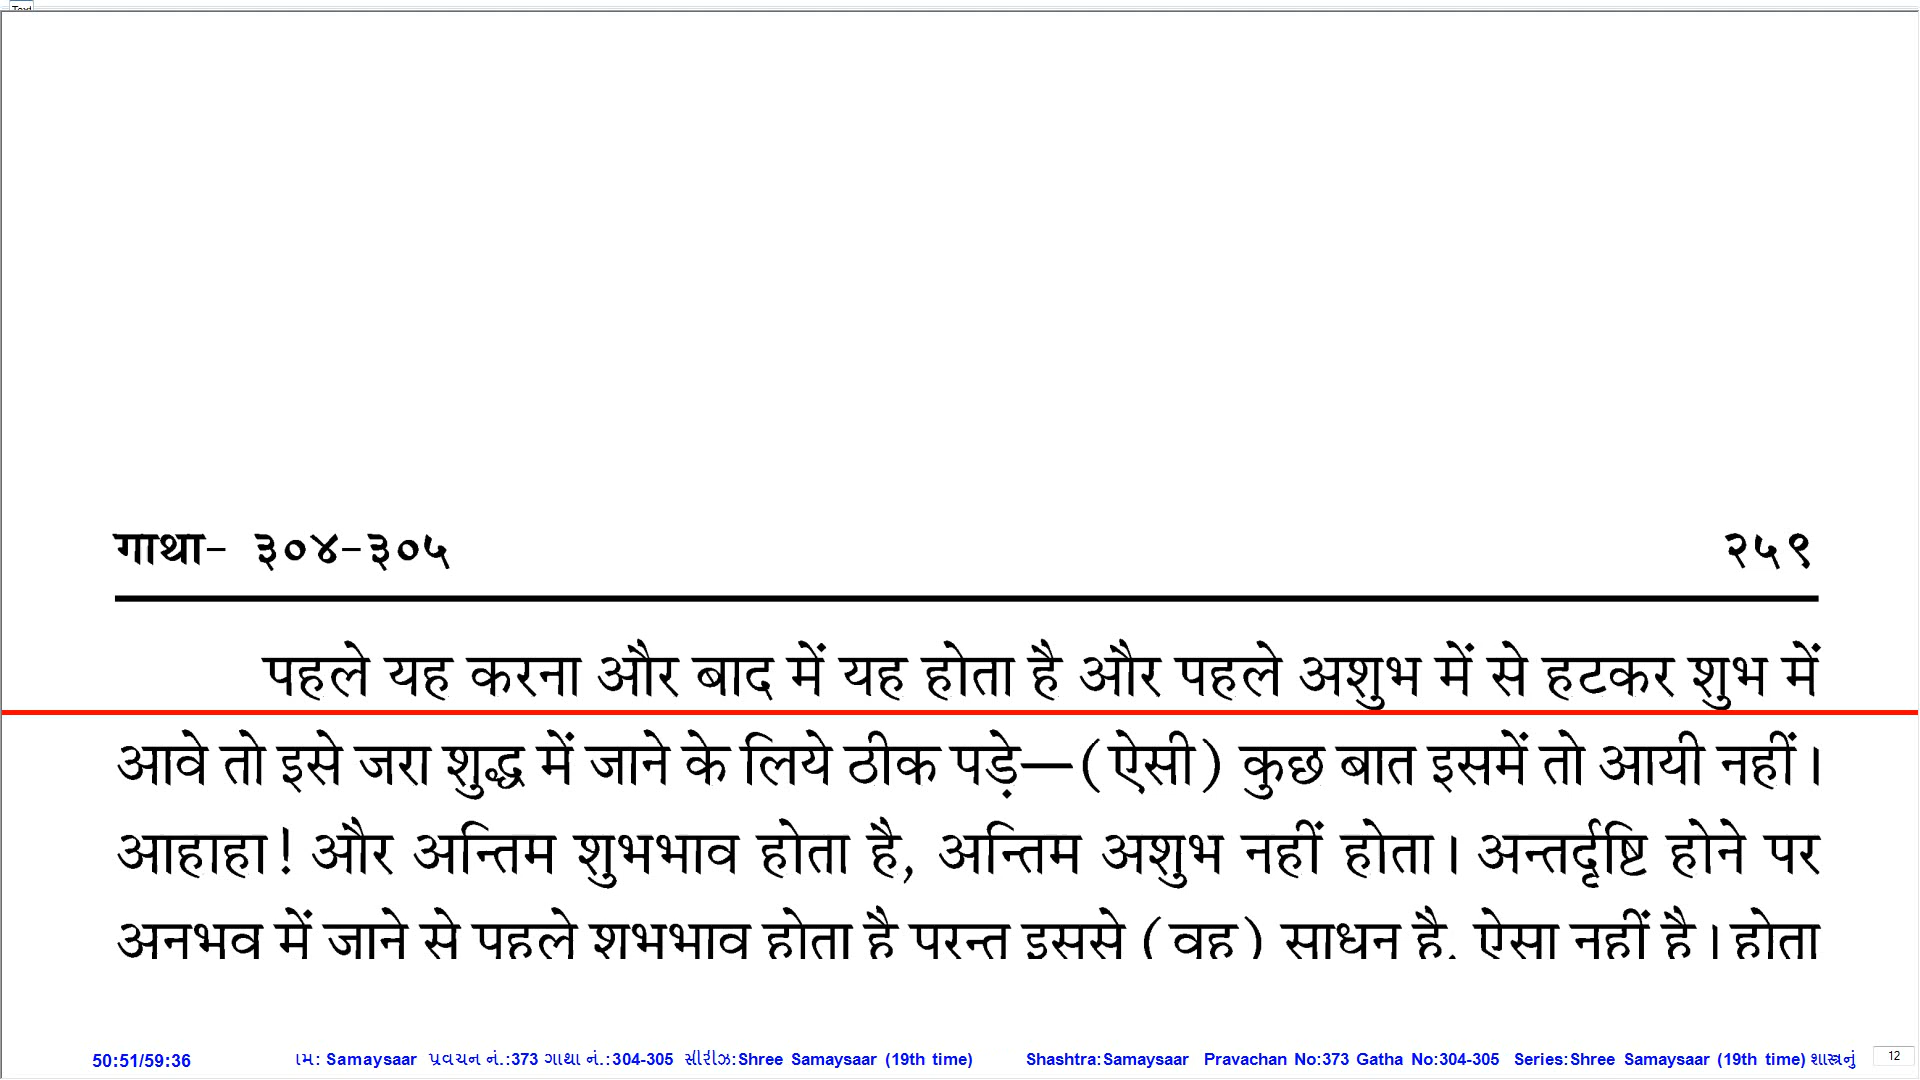 गाथा- ३०४-३०५ २५९
पहले यह करना और बाद में यह होता है और पहले अशुभ में से हटकर शुभ में
आवे तो इसे जरा शुद्ध में जाने के लिये ठीक पड़े—(ऐसी) कुछ बात इसमें तो आयी नहीं।
आहाहा! और अन्तिम शुभभाव होता है, अन्तिम अशुभ नहीं होता। अन्तर्दृष्टि होने पर
अनुभव में जाने से पहले शुभभाव होता है परन्तु इससे (वह) साधन है, ऐसा नहीं है। होता
50:51/59:36 ામ: Samaysaar પ્રવચન નં.:373 ગાથા નં.:304-305 સીરીઝ:Shree Samaysaar (19th time) Shashtra:Samaysaar Pravachan No:373 Gatha No:304-305 Series:Shree Samaysaar (19th time) શાસ્ત્રનું 12